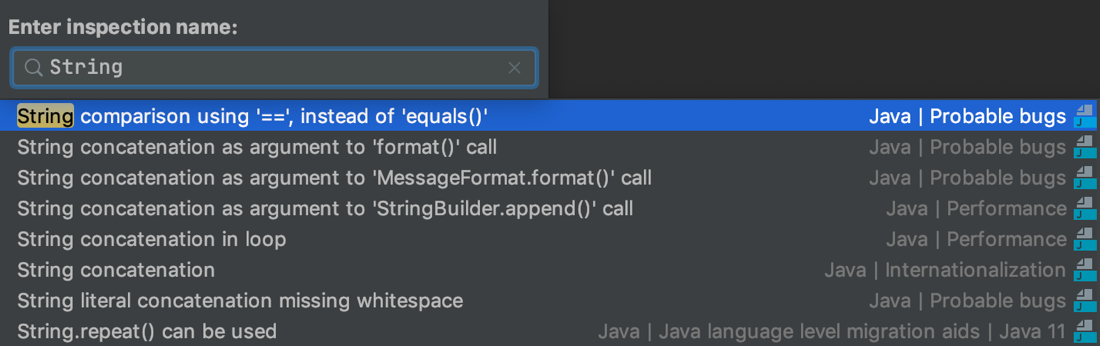 Enter inspection name:
String
String comparison using '==', instead of 'equals()' Java | Probable bugs
String concatenation as argument to 'format()' call Java | Probable bugs
String concatenation as argument to 'MessageFormat.format()' call Java | Probable bugs
String concatenation as argument to 'StringBuilder.append()' call Java | Performance
String concatenation in loop Java | Performance
String concatenation Java | Internationalization
String literal concatenation missing whitespace Java | Probable bugs
String.repeat() can be used Java | Java language level migration aids | Java 11